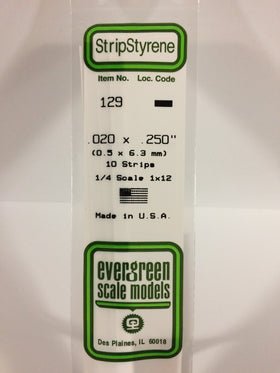 StripStyrene
Item No. Loc. Code
129
.020 x .250"
(0.5 x 6.3 mm)
10 Strips
1/4 Scale 1x12
Made in U.S.A.
evergreen
scale models
Des Plaines, IL 60018